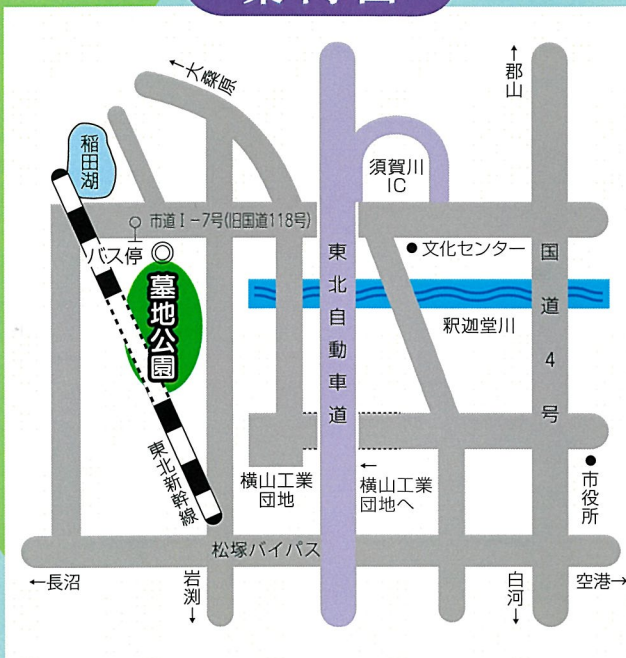 案内図
←大桑原
↑郡山
稲田湖
須賀川
IC
市道Ⅰ-7号(旧国道118号)
バス停
文化センター
墓地公園
東北自動車道
国道4号
釈迦堂川
東北新幹線
横山工業
団地
←
横山工業
団地へ
市役所
松塚バイパス
←長沼
岩渕↓
白河↓
空港→